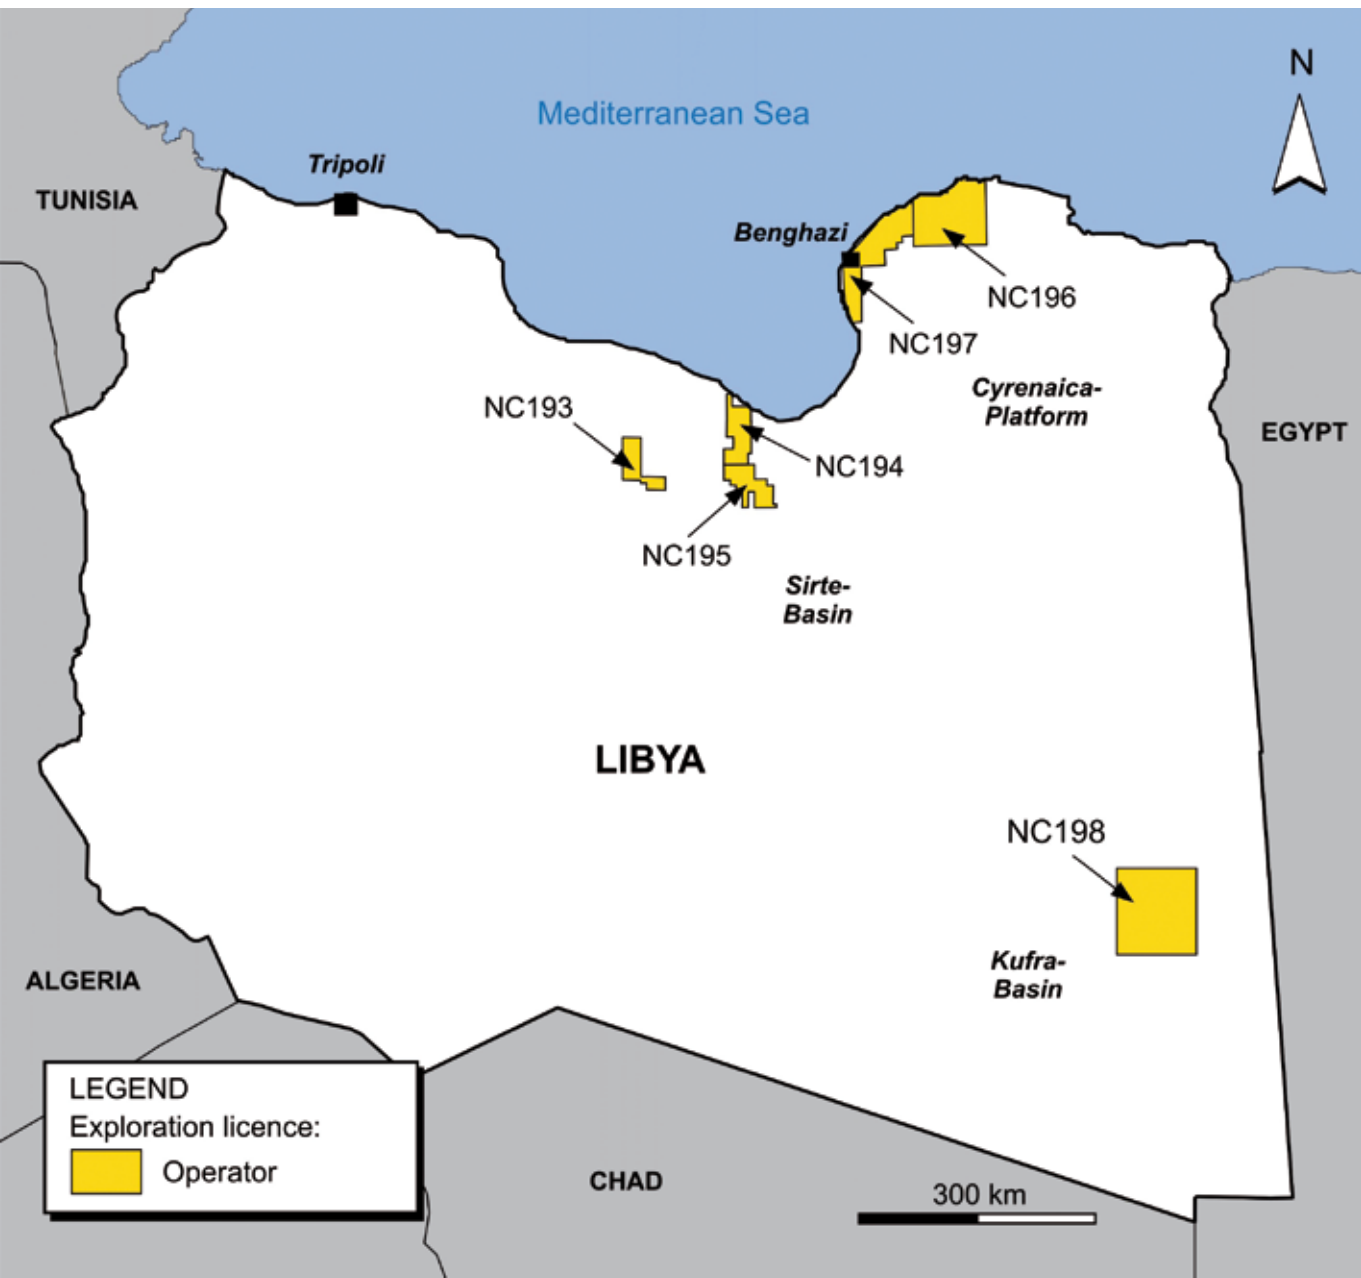 N
Mediterranean Sea
Tripoli
TUNISIA
Benghazi
NC196
NC197
Cyrenaica-
Platform
NC193
EGYPT
NC194
NC195
Sirte-
Basin
LIBYA
NC198
Kufra-
Basin
ALGERIA
LEGEND
Exploration licence:
Operator
CHAD
300 km